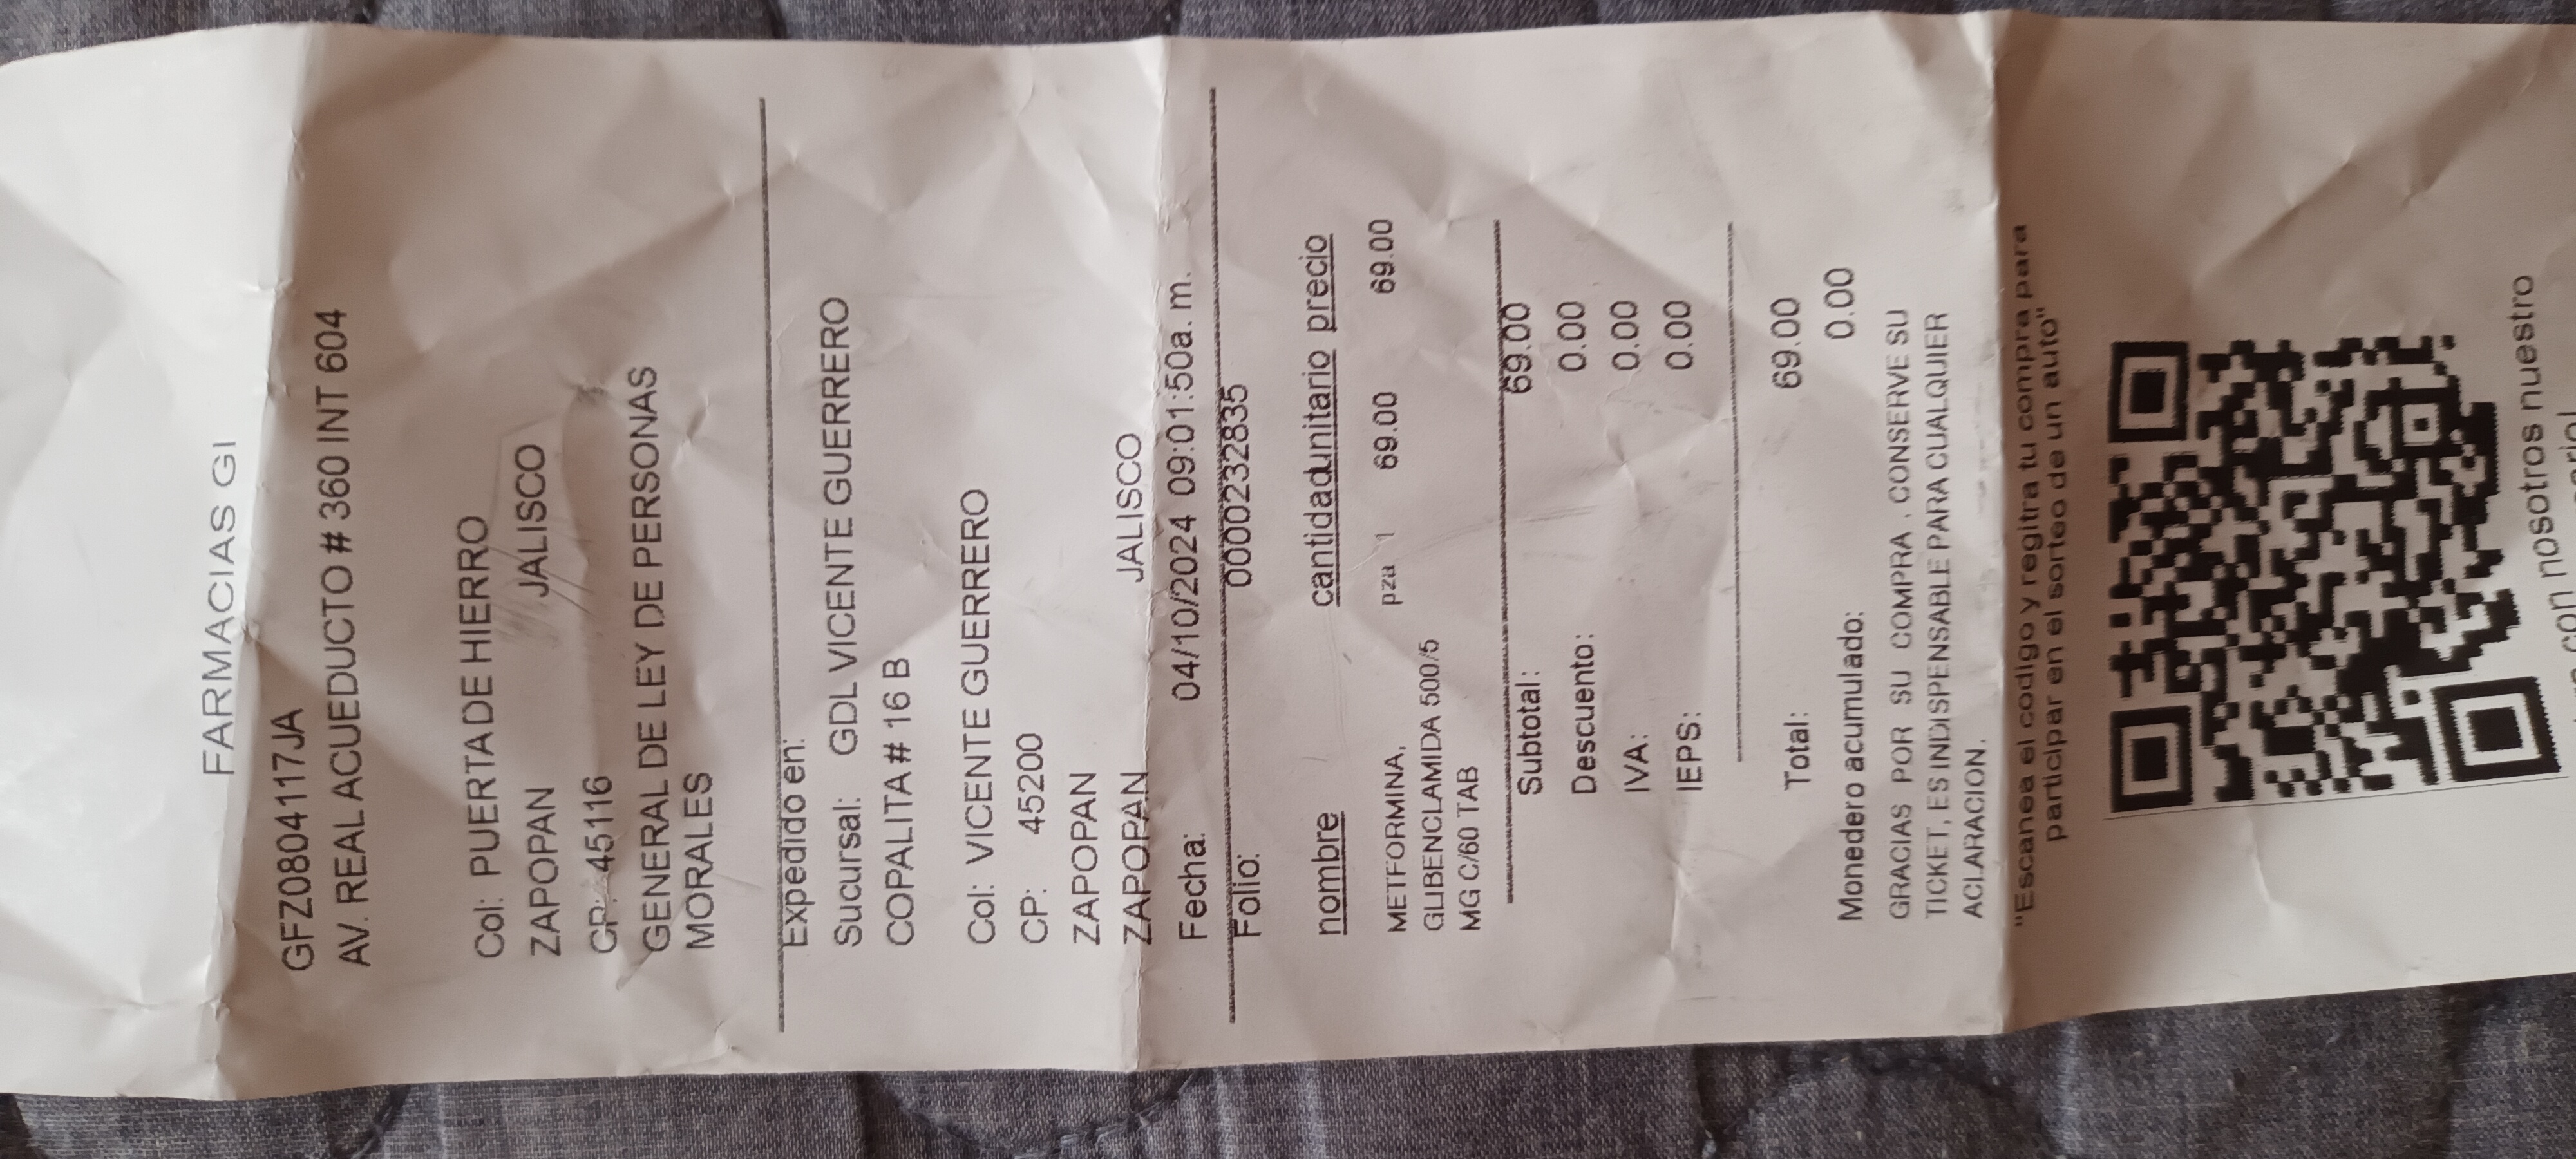 FARMACIAS GI
GFZ0804117JA
AV. REAL ACUEDUCTO # 360 INT 604
Col: PUERTA DE HIERRO
ZAPOPAN JALISCO
CP: 45116
GENERAL DE LEY DE PERSONAS
MORALES
Expedido en:
Sucursal: GDL VICENTE GUERRERO
COPALITA # 16 B
Col: VICENTE GUERRERO
CP: 45200
ZAPOPAN
ZAPOPAN JALISCO
Fecha: 04/10/2024 09:01:50a. m.
Folio: 0000232835
nombre cantidadunitario precio
METFORMINA, pza 1 69.00 69.00
GLIBENCLAMIDA 500/5
MG C/60 TAB
Subtotal: 69.00
Descuento: 0.00
IVA: 0.00
IEPS: 0.00
Total: 69.00
Monedero acumulado: 0.00
GRACIAS POR SU COMPRA , CONSERVE SU
TICKET, ES INDISPENSABLE PARA CUALQUIER
ACLARACION.
"Escanea el codigo y regitra tu compra para
participar en el sorteo de un auto"
con nosotros nuestro